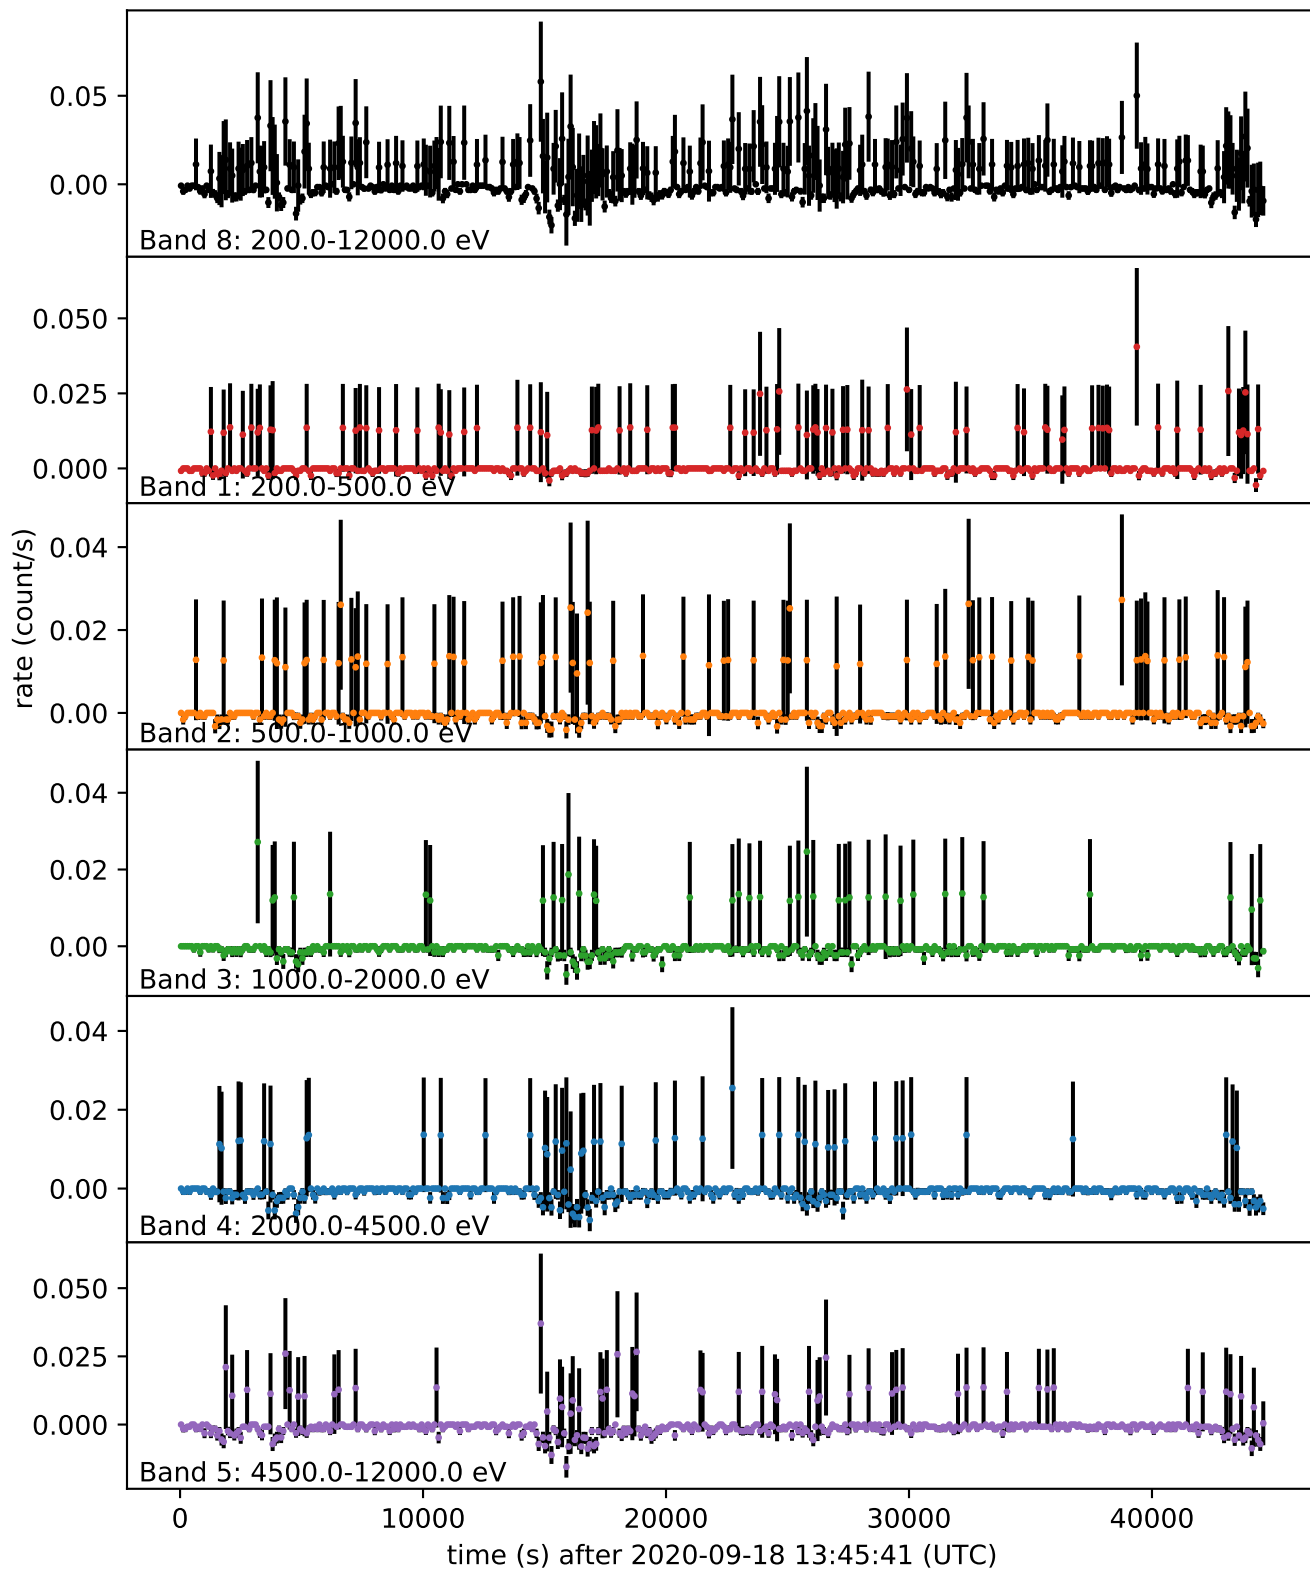 0.05
0.00
Band 8: 200.0-12000.0 eV
0.050
0.025
0.000
Band 1: 200.0-500.0 eV
rate (count/s)
0.04
0.02
0.00
Band 2: 500.0-1000.0 eV
0.04
0.02
0.00
Band 3: 1000.0-2000.0 eV
0.04
0.02
0.00
Band 4: 2000.0-4500.0 eV
0.050
0.025
0.000
Band 5: 4500.0-12000.0 eV
0 10000 20000 30000 40000
time (s) after 2020-09-18 13:45:41 (UTC)